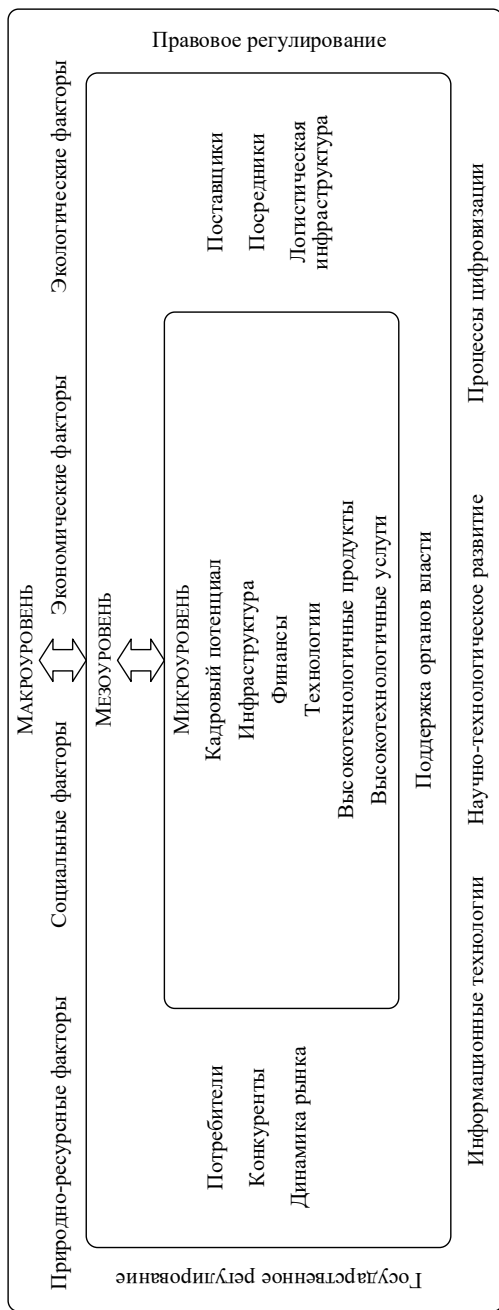 МАКРОУРОВЕНЬ
Природно-ресурсные факторы
Социальные факторы
Экономические факторы
Экологические факторы
Государственное регулирование
Правовое регулирование
МЕЗОУРОВЕНЬ
Потребители
Конкуренты
Динамика рынка
МИКРОУРОВЕНЬ
Кадровый потенциал
Инфраструктура
Финансы
Технологии
Высокотехнологичные продукты
Высокотехнологичные услуги
Поставщики
Посредники
Логистическая
инфраструктура
Поддержка органов власти
Информационные технологии
Научно-технологическое развитие
Процессы цифровизации